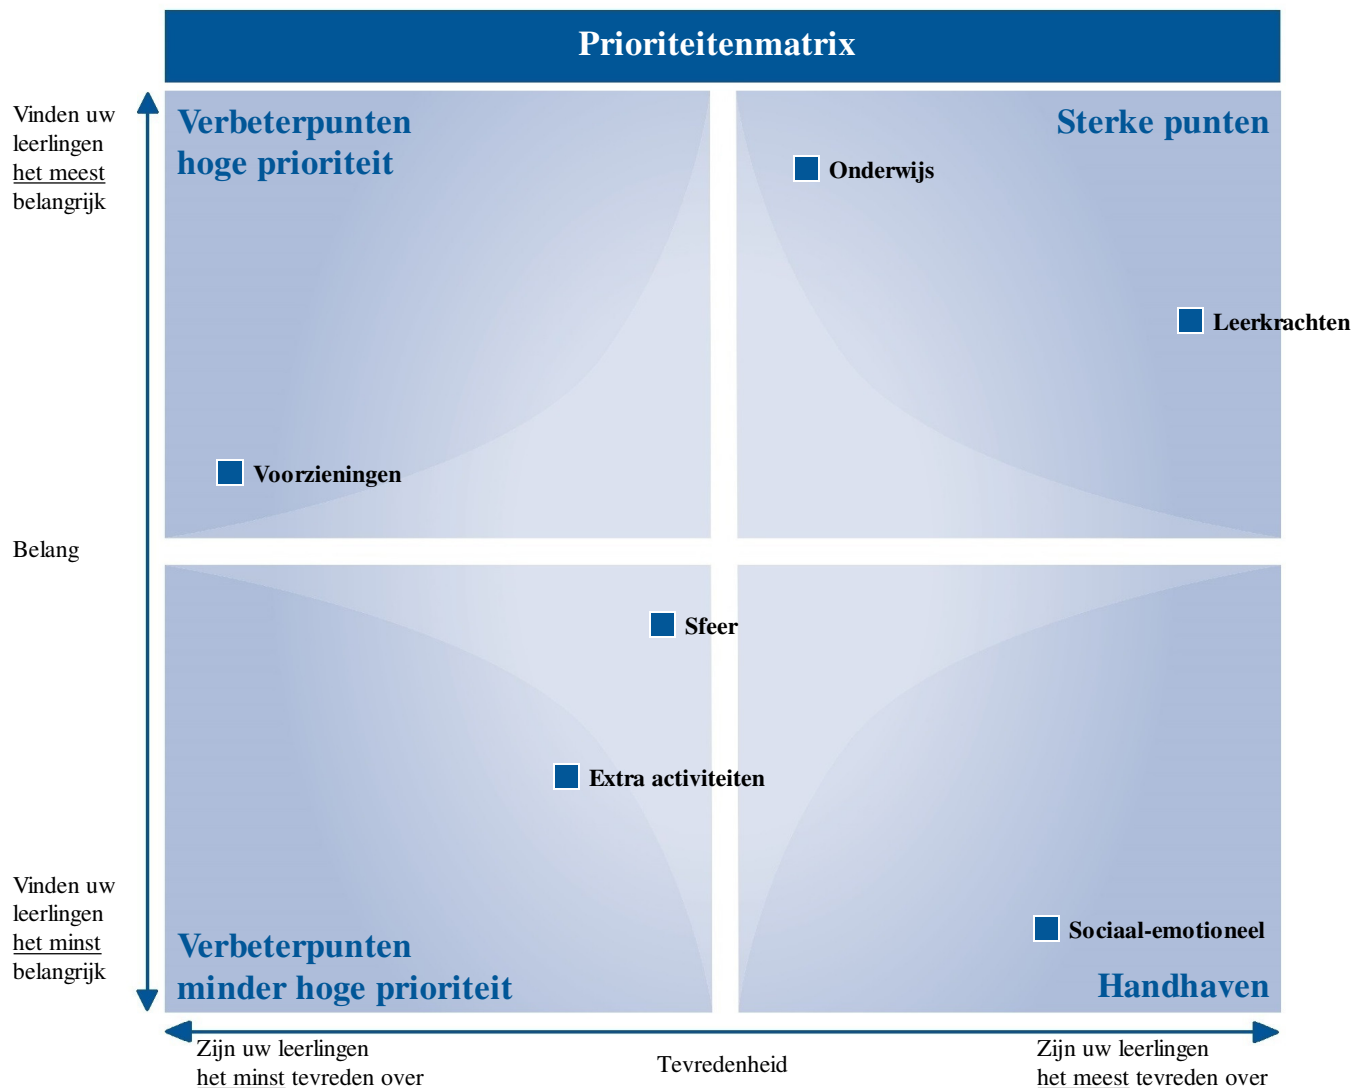 Prioriteitenmatrix
Vinden uw
leerlingen
het meest
belangrijk
Verbeterpunten
hoge prioriteit
Sterke punten
Onderwijs
Leerkrachten
Voorzieningen
Belang
Sfeer
Extra activiteiten
Vinden uw
leerlingen
het minst
belangrijk
Sociaal-emotioneel
Verbeterpunten
minder hoge prioriteit
Handhaven
Zijn uw leerlingen
het minst tevreden over
Tevredenheid
Zijn uw leerlingen
het meest tevreden over